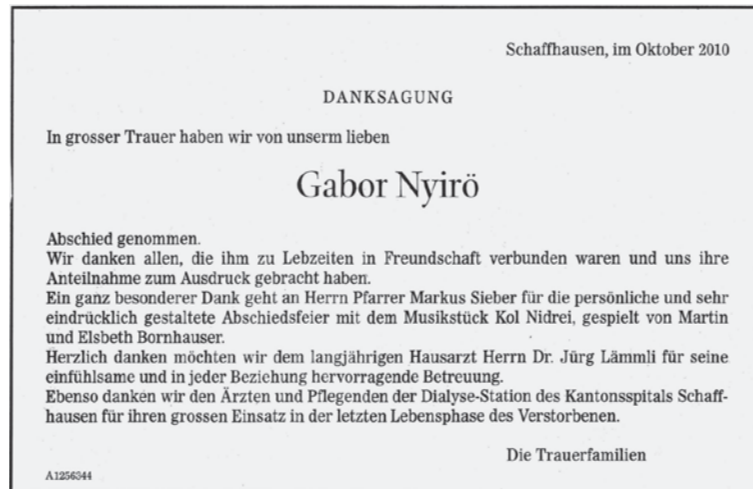 Schaffhausen, im Oktober 2010
DANKSAGUNG
In grosser Trauer haben wir von unserm lieben
Gabor Nyirö
Abschied genommen.
Wir danken allen, die ihm zu Lebzeiten in Freundschaft verbunden waren und uns ihre
Anteilnahme zum Ausdruck gebracht haben.
Ein ganz besonderer Dank geht an Herrn Pfarrer Markus Sieber für die persönliche und sehr
eindrücklich gestaltete Abschiedsfeier mit dem Musikstück Kol Nidrei, gespielt von Martin
und Elsbeth Bornhauser.
Herzlich danken möchten wir dem langjährigen Hausarzt Herrn Dr. Jürg Lämmli für seine
einfühlsame und in jeder Beziehung hervorragende Betreuung.
Ebenso danken wir den Ärzten und Pflegenden der Dialyse-Station des Kantonsspitals Schaff-
hausen für ihren grossen Einsatz in der letzten Lebensphase des Verstorbenen.
Die Trauerfamilien
A1256344